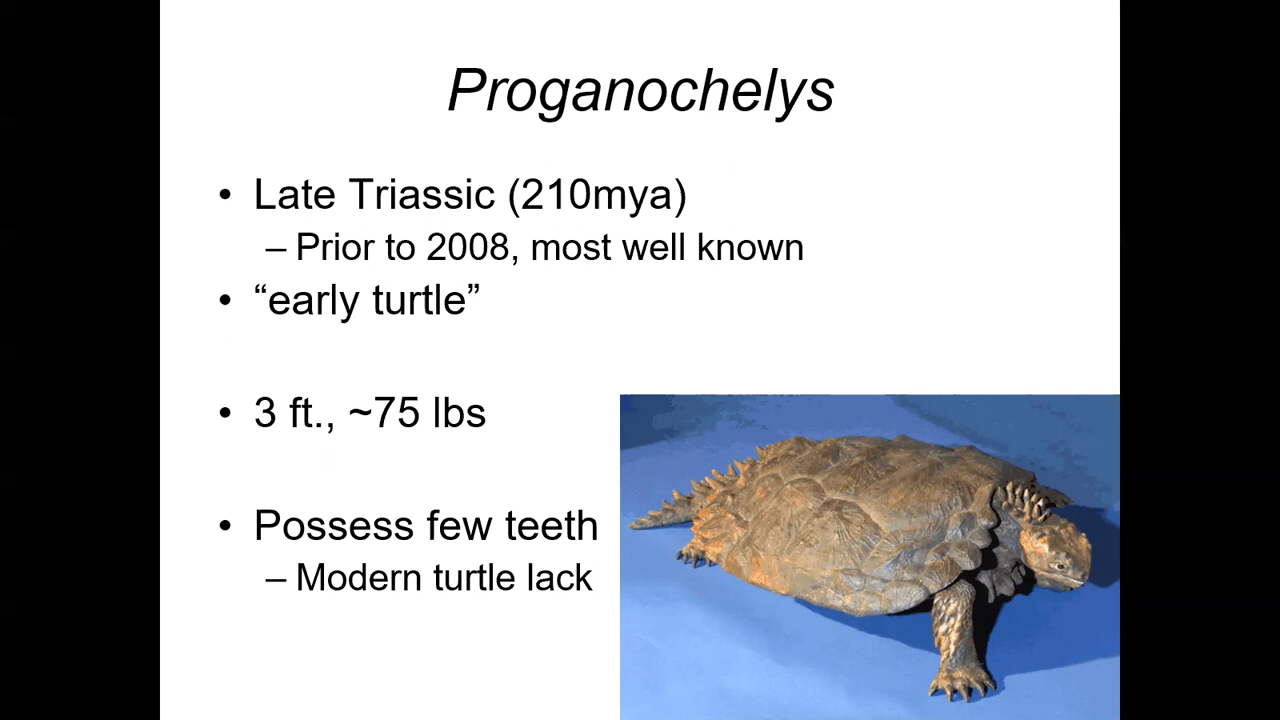 Proganochelys
• Late Triassic (210mya)
– Prior to 2008, most well known
• “early turtle”
• 3 ft., ~75 lbs
• Possess few teeth
– Modern turtle lack